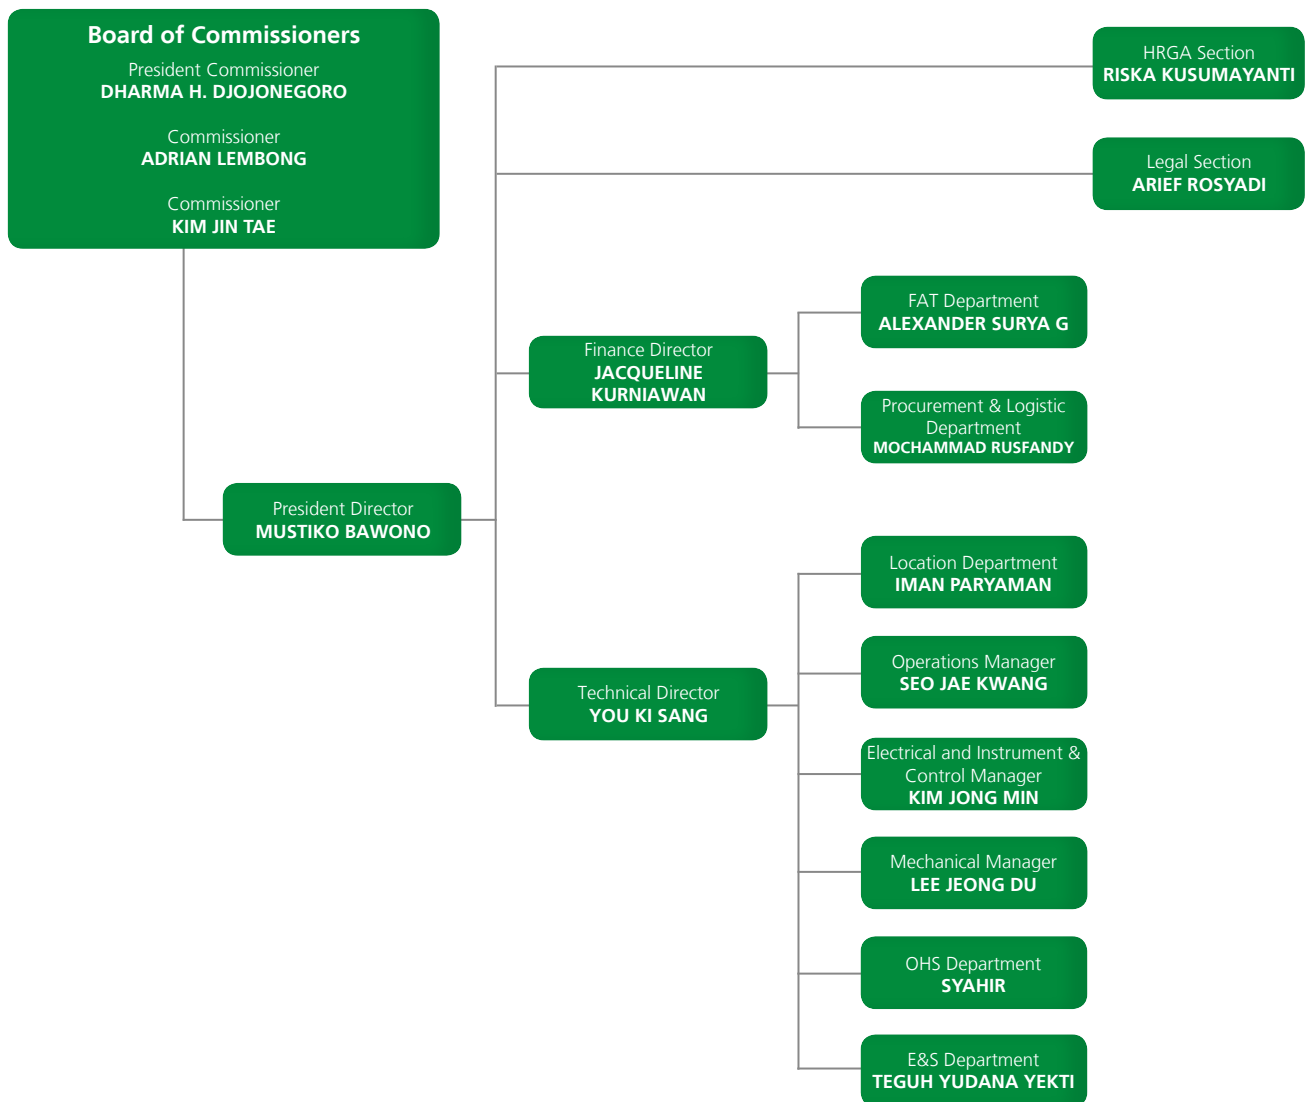 Board of Commissioners
President Commissioner
DHARMA H. DJOJONEGORO
Commissioner
ADRIAN LEMBONG
Commissioner
KIM JIN TAE
HRGA Section
RISKA KUSUMAYANTI
Legal Section
ARIEF ROSYADI
FAT Department
ALEXANDER SURYA G
Finance Director
JACQUELINE
KURNIAWAN
Procurement & Logistic
Department
MOCHAMMAD RUSFANDY
President Director
MUSTIKO BAWONO
Location Department
IMAN PARYAMAN
Operations Manager
SEO JAE KWANG
Technical Director
YOU KI SANG
Electrical and Instrument &
Control Manager
KIM JONG MIN
Mechanical Manager
LEE JEONG DU
OHS Department
SYAHIR
E&S Department
TEGUH YUDANA YEKTI